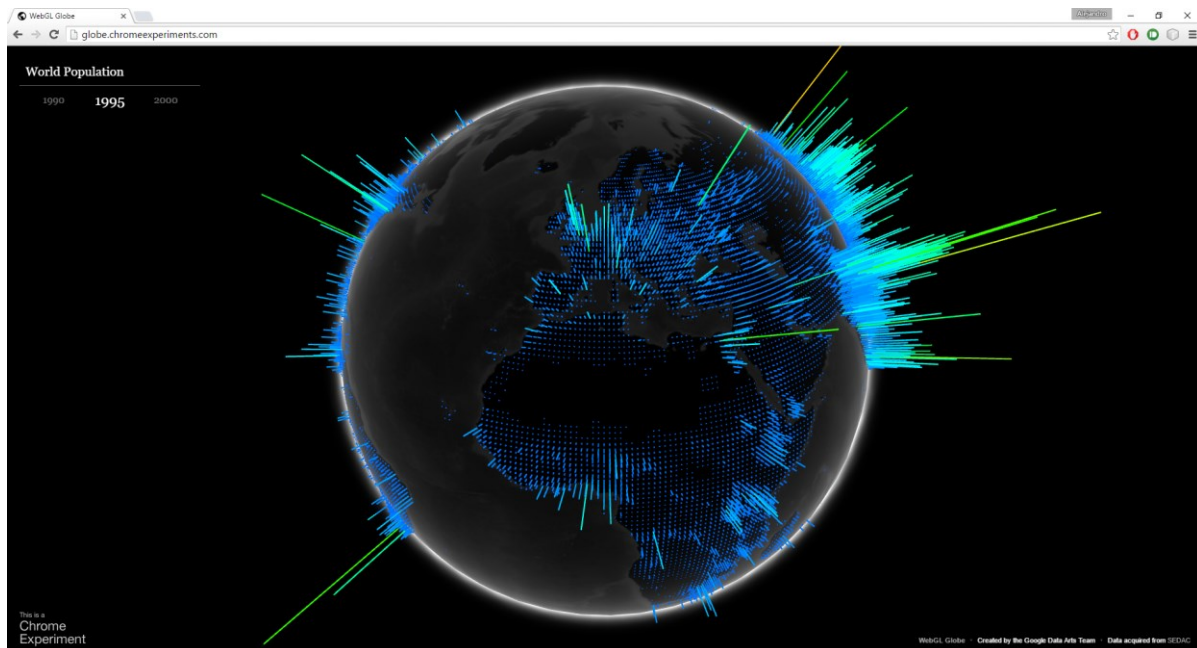 WebGL Globe
Alejandro
globe.chromeexperiments.com
World Population
1990 1995 2000
This is a
Chrome
Experiment
WebGL Globe · Created by the Google Data Arts Team · Data acquired from SEDAC